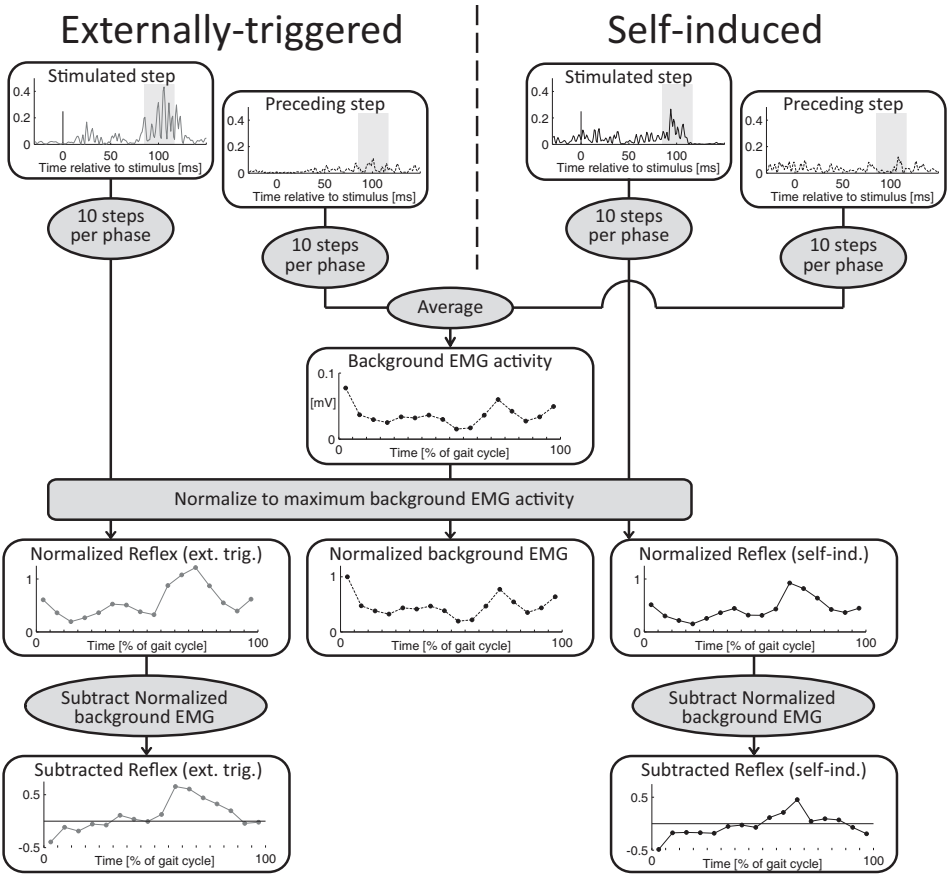 Externally-triggered
Self-induced
Stimulated step
0.4
0.2
0
0
50
100
Time relative to stimulus [ms]
Preceding step
0.4
0.2
0
0
50
100
Time relative to stimulus [ms]
Stimulated step
0.4
0.2
0
0
50
100
Time relative to stimulus [ms]
Preceding step
0.4
0.2
0
0
50
100
Time relative to stimulus [ms]
10 steps
per phase
10 steps
per phase
10 steps
per phase
10 steps
per phase
Average
Background EMG activity
0.1
[mV]
0
0
100
Time [% of gait cycle]
Normalize to maximum background EMG activity
Normalized Reflex (ext. trig.)
1
0
0
100
Time [% of gait cycle]
Normalized background EMG
1
0
0
100
Time [% of gait cycle]
Normalized Reflex (self-ind.)
1
0
0
100
Time [% of gait cycle]
Subtract Normalized
background EMG
Subtract Normalized
background EMG
Subtracted Reflex (ext. trig.)
0.5
-0.5
0
100
Time [% of gait cycle]
Subtracted Reflex (self-ind.)
0.5
-0.5
0
100
Time [% of gait cycle]